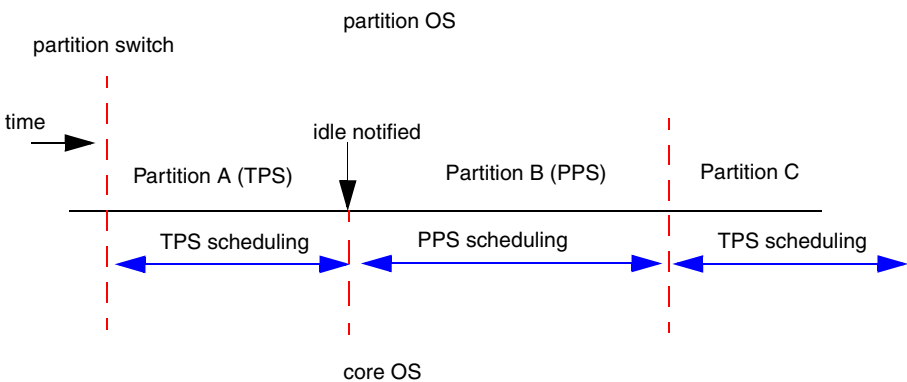 partition OS
partition switch
time
idle notified
Partition A (TPS)
Partition B (PPS)
Partition C
TPS scheduling
PPS scheduling
TPS scheduling
core OS